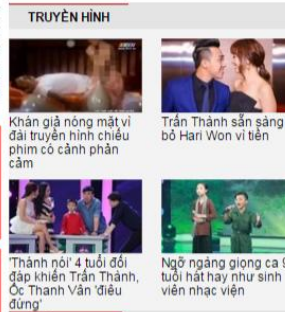 TRUYỀN HÌNH
Khán giả nóng mặt vì
đài truyền hình chiếu
phim có cảnh phản
cảm
Trấn Thành sẵn sàng
bỏ Hari Won vì tiền
'Thánh nói' 4 tuổi đối
đáp khiến Trấn Thành,
Ốc Thanh Vân 'điêu
đứng'
Ngỡ ngàng giọng ca 9
tuổi hát hay như sinh
viên nhạc viện